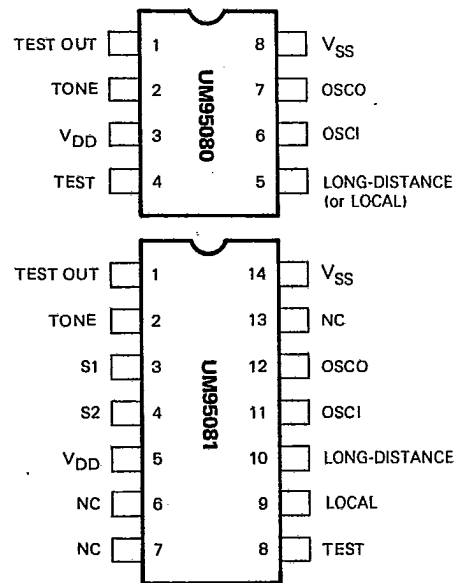 TEST OUT 1 8 VSS
TONE 2 7 OSCO
VDD 3 6 OSCI
TEST 4 5 LONG-DISTANCE
(or LOCAL)
UM95080
TEST OUT 1 14 VSS
TONE 2 13 NC
S1 3 12 OSCO
S2 4 11 OSCI
VDD 5 10 LONG-DISTANCE
NC 6 9 LOCAL
NC 7 8 TEST
UM95081